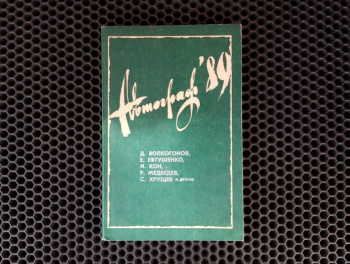 Автограф'89
Д. ВОЛКОГОНОВ,
Е. ЕВТУШЕНКО,
И. КОН,
Р. МЕДВЕДЕВ,
С. ХРУЩЕВ и другие